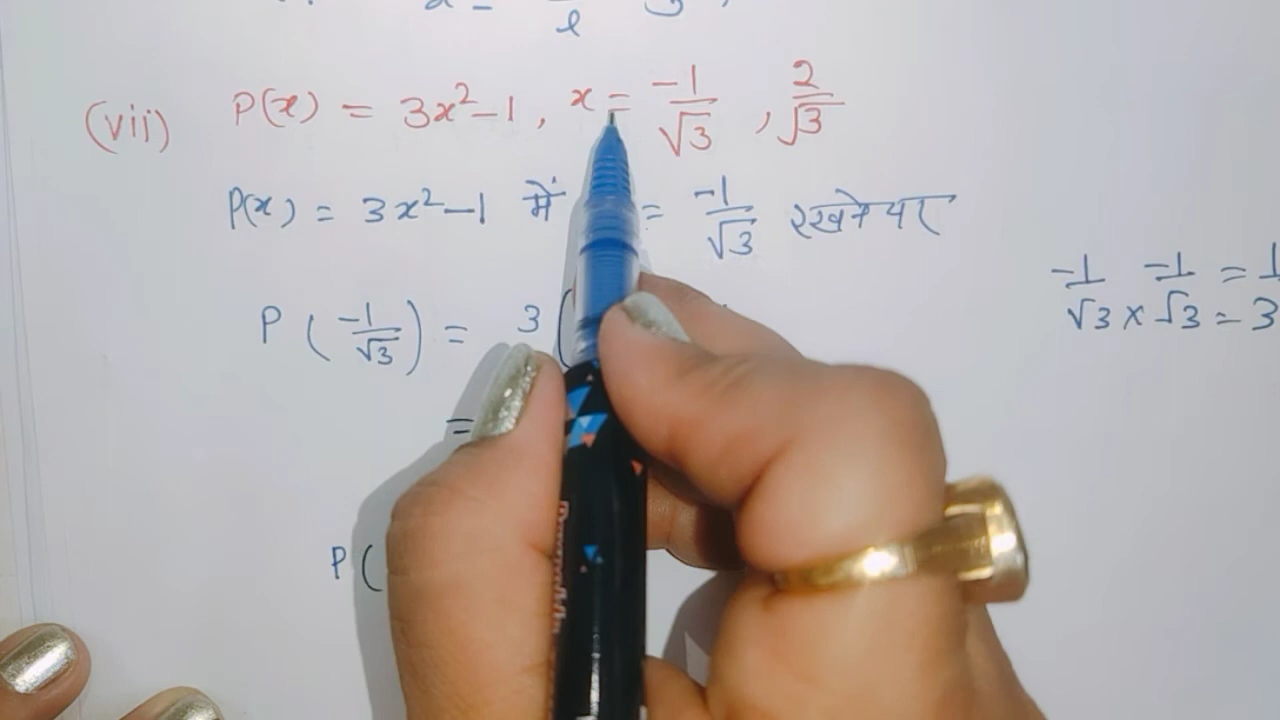 l
(vii) P(x) = 3x²-1, x = -1/√3 , 2/√3
P(x) = 3x²-1 में = -1/√3 रखने पर
P(-1/√3) = 3(
-1/√3 × -1/√3 = 1
= 3
=
P(